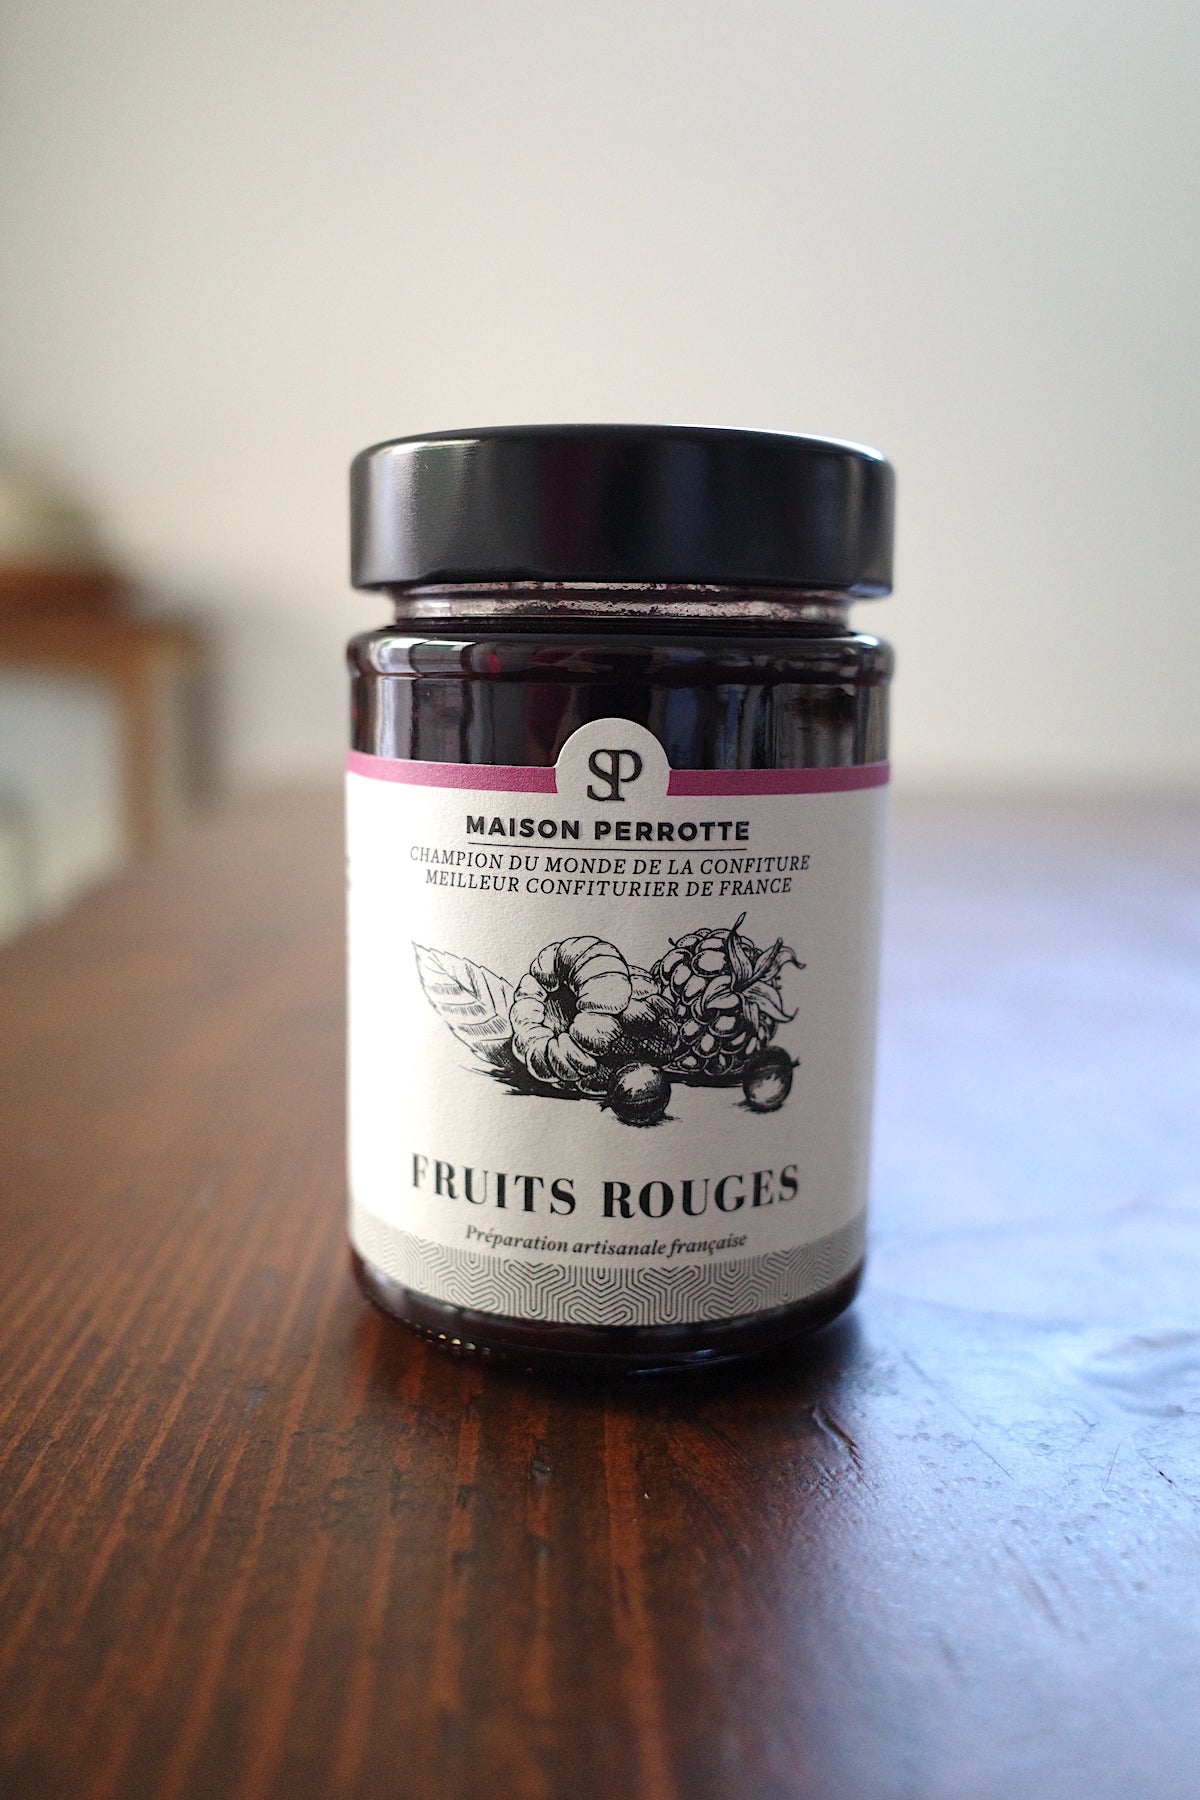 SP
MAISON PERROTTE
CHAMPION DU MONDE DE LA CONFITURE
MEILLEUR CONFITURIER DE FRANCE
FRUITS ROUGES
Préparation artisanale française